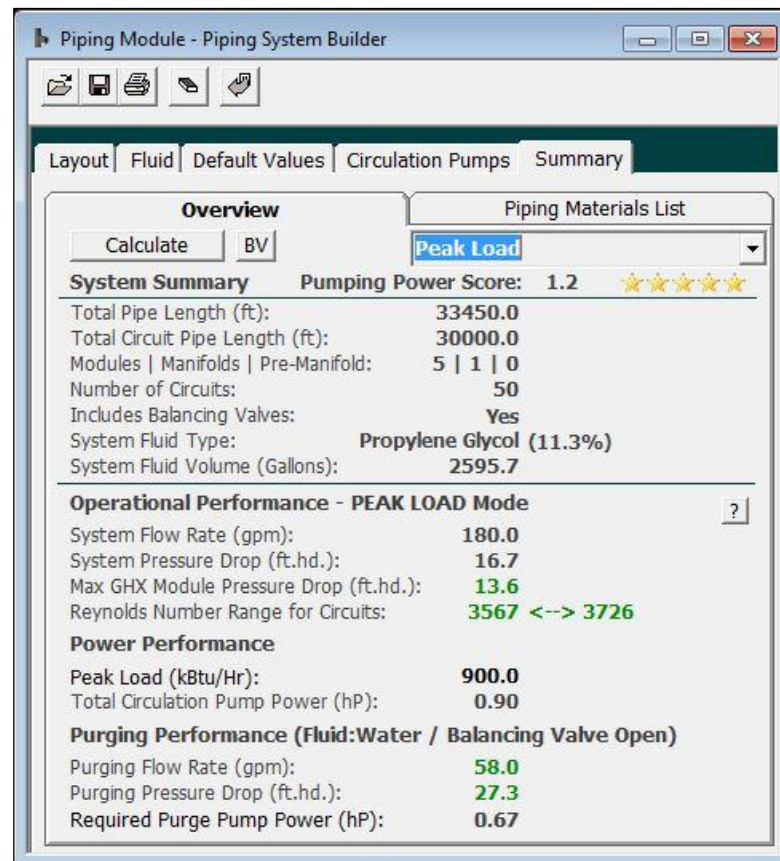 Piping Module - Piping System Builder
Layout Fluid Default Values Circulation Pumps Summary
Overview Piping Materials List
Calculate BV Peak Load
System Summary Pumping Power Score: 1.2
Total Pipe Length (ft): 33450.0
Total Circuit Pipe Length (ft): 30000.0
Modules | Manifolds | Pre-Manifold: 5 | 1 | 0
Number of Circuits: 50
Includes Balancing Valves: Yes
System Fluid Type: Propylene Glycol (11.3%)
System Fluid Volume (Gallons): 2595.7
Operational Performance - PEAK LOAD Mode ?
System Flow Rate (gpm): 180.0
System Pressure Drop (ft.hd.): 16.7
Max GHX Module Pressure Drop (ft.hd.): 13.6
Reynolds Number Range for Circuits: 3567 <--> 3726
Power Performance
Peak Load (kBtu/Hr): 900.0
Total Circulation Pump Power (hP): 0.90
Purging Performance (Fluid:Water / Balancing Valve Open)
Purging Flow Rate (gpm): 58.0
Purging Pressure Drop (ft.hd.): 27.3
Required Purge Pump Power (hP): 0.67